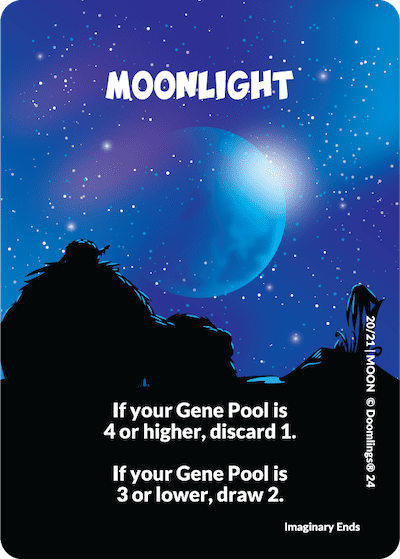 MOONLIGHT
If your Gene Pool is
4 or higher, discard 1.
If your Gene Pool is
3 or lower, draw 2.
20/21 | MOON © Doomlings® 24
Imaginary Ends